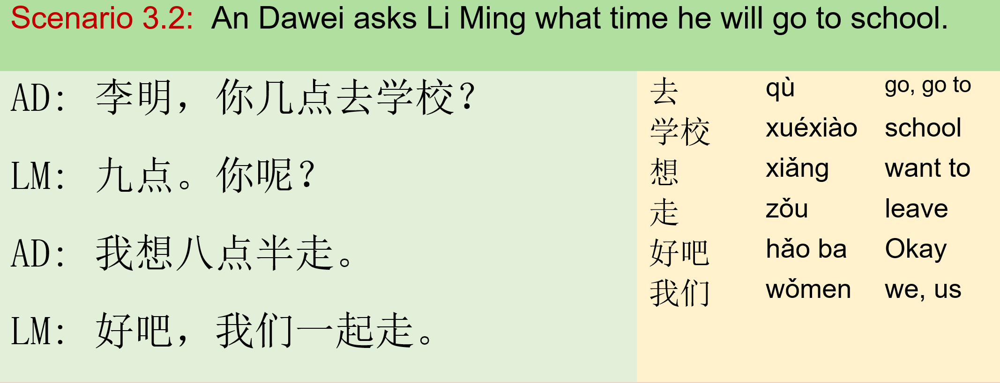 Scenario 3.2: An Dawei asks Li Ming what time he will go to school.
AD: 李明，你几点去学校？
LM: 九点。你呢？
AD: 我想八点半走。
LM: 好吧，我们一起走。
去 qù go, go to
学校 xuéxiào school
想 xiǎng want to
走 zǒu leave
好吧 hǎo ba Okay
我们 wǒmen we, us